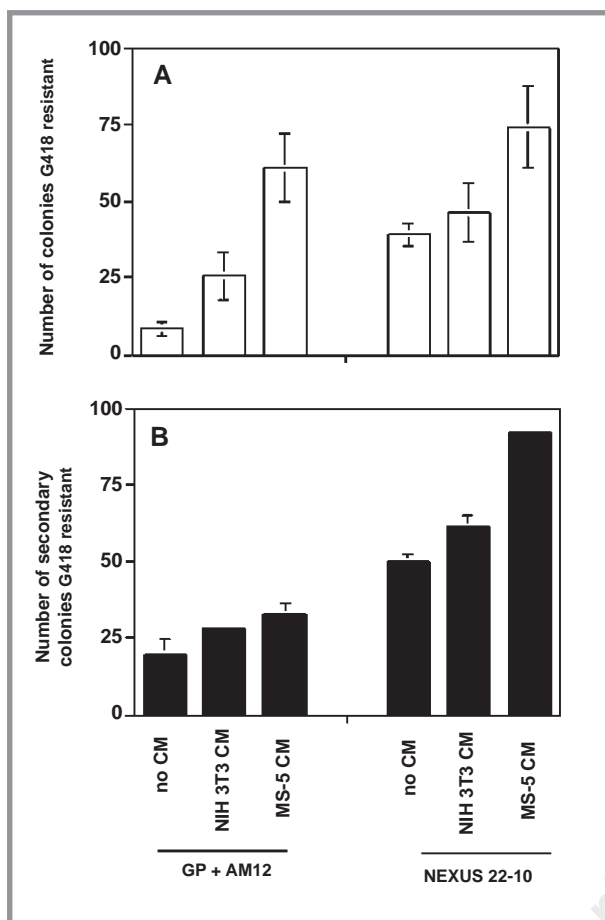 100
A
75
50
25
0
Number of colonies G418 resistant
100
B
75
50
25
0
Number of secondary
colonies G418 resistant
no CM
NIH 3T3 CM
MS-5 CM
no CM
NIH 3T3 CM
MS-5 CM
GP + AM12
NEXUS 22-10